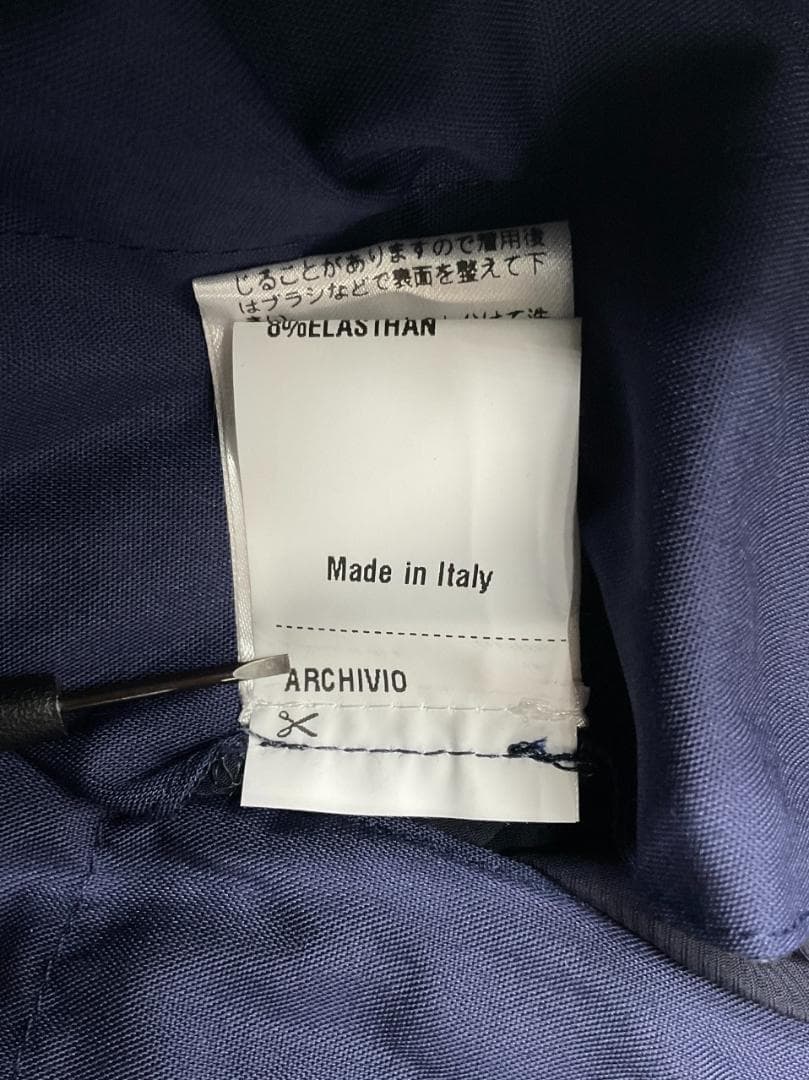 じることがありますので着用後
はブラシなどで表面を整えて下
%ELASTHAN
Made in Italy
ARCHIVIO